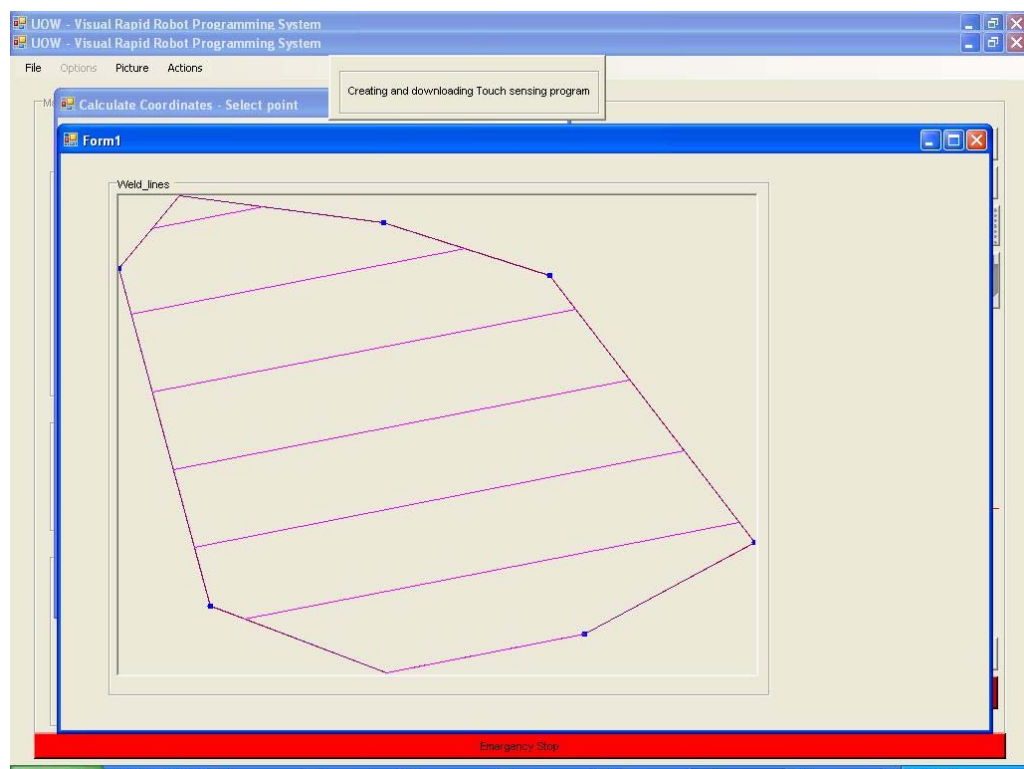 UOW - Visual Rapid Robot Programming System
UOW - Visual Rapid Robot Programming System
File Options Picture Actions
Creating and downloading Touch sensing program
Calculate Coordinates - Select point
Form1
Weld_lines
Emergency Stop